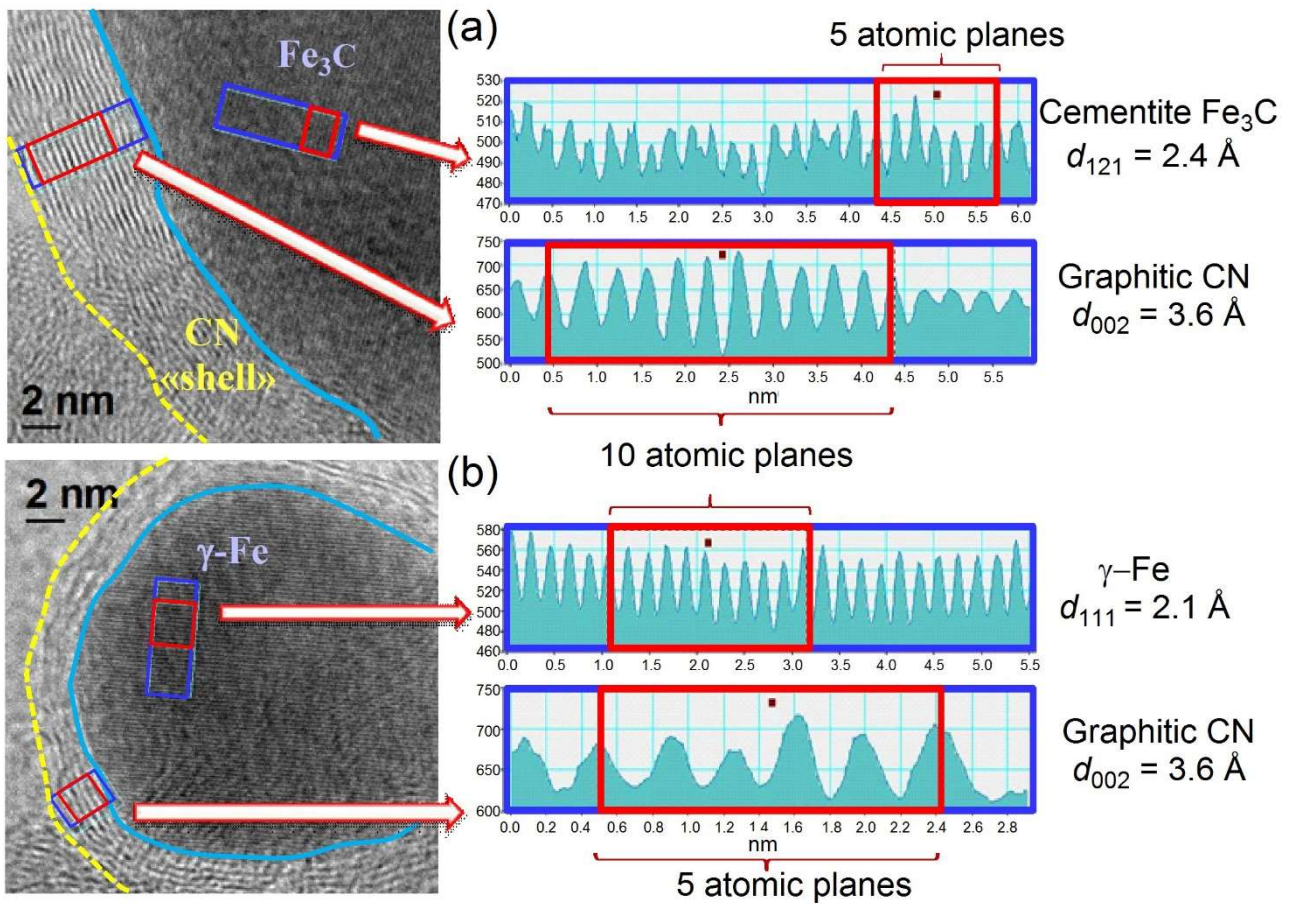 (a)
Fe₃C
CN
«shell»
2 nm
5 atomic planes
530
520
510
500
490
480
470
0.0 0.5 1.0 1.5 2.0 2.5 3.0 3.5 4.0 4.5 5.0 5.5 6.0
Cementite Fe₃C
d₁₂₁ = 2.4 Å
750
700
650
600
550
500
0.0 0.5 1.0 1.5 2.0 2.5 3.0 3.5 4.0 4.5 5.0 5.5
nm
Graphitic CN
d₀₀₂ = 3.6 Å
10 atomic planes
(b)
2 nm
γ-Fe
580
560
540
520
500
480
460
0.0 0.5 1.0 1.5 2.0 2.5 3.0 3.5 4.0 4.5 5.0 5.5
γ–Fe
d₁₁₁ = 2.1 Å
750
700
650
600
0.0 0.2 0.4 0.6 0.8 1.0 1.2 1.4 1.6 1.8 2.0 2.2 2.4 2.6 2.8
nm
Graphitic CN
d₀₀₂ = 3.6 Å
5 atomic planes